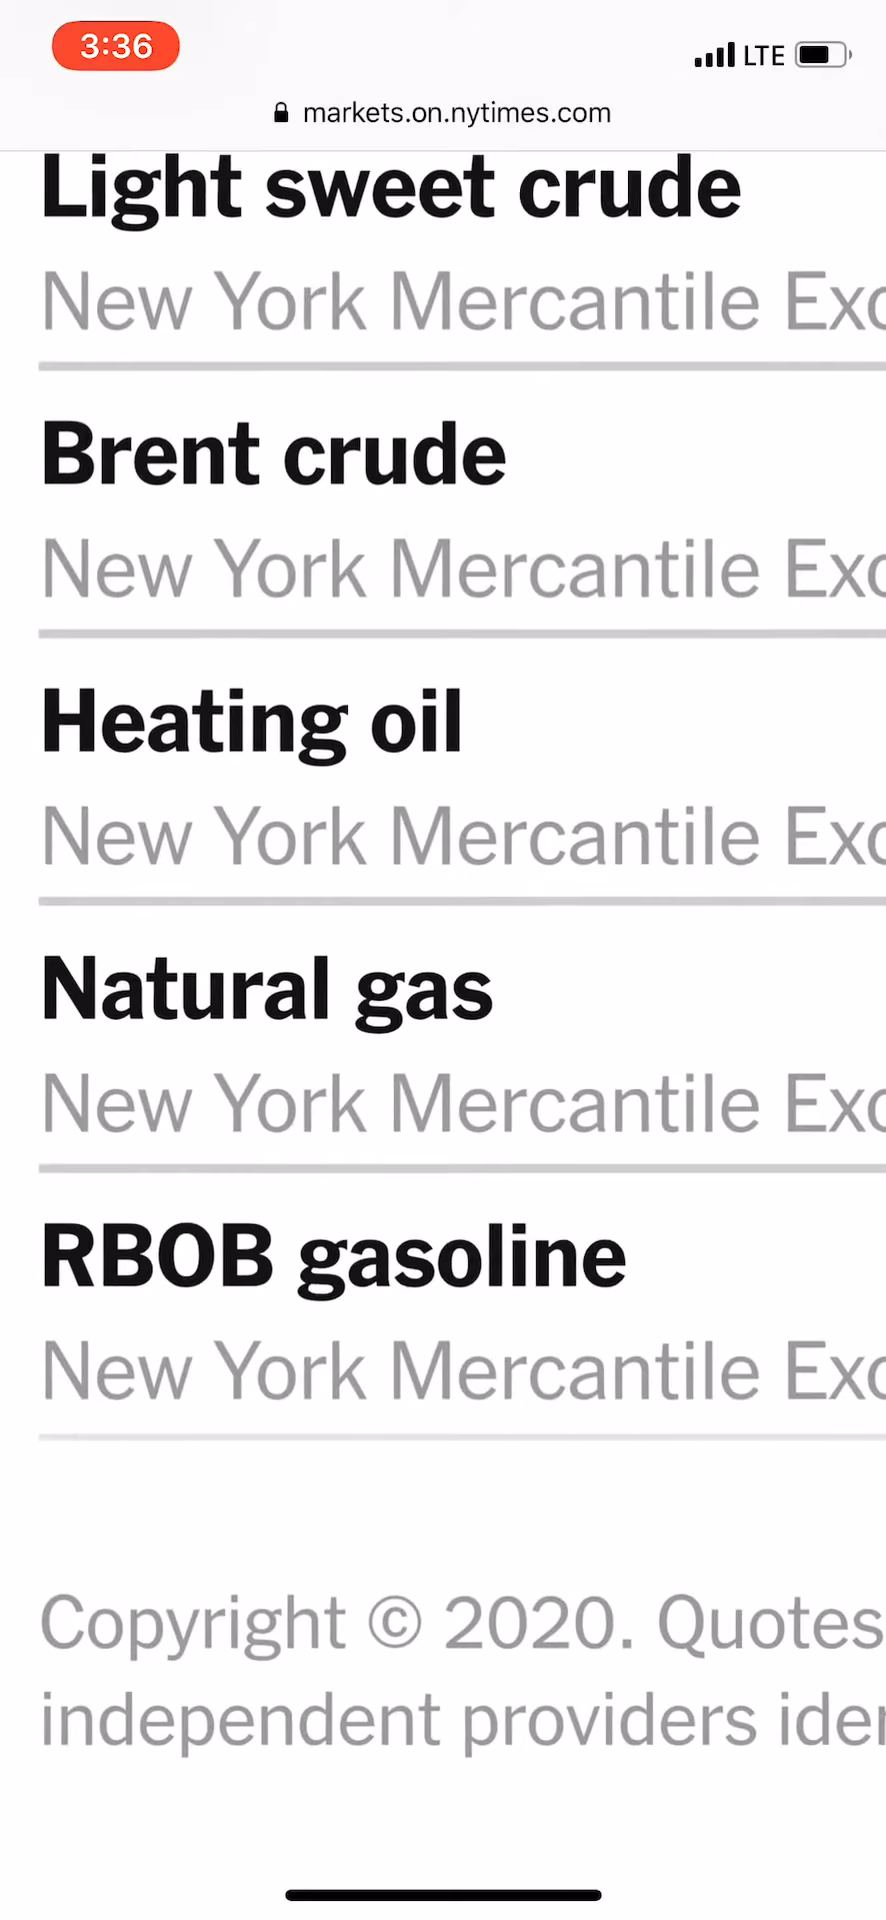 3:36
LTE
markets.on.nytimes.com
Light sweet crude
New York Mercantile Exc
Brent crude
New York Mercantile Exc
Heating oil
New York Mercantile Exc
Natural gas
New York Mercantile Exc
RBOB gasoline
New York Mercantile Exc
Copyright © 2020. Quotes
independent providers iden